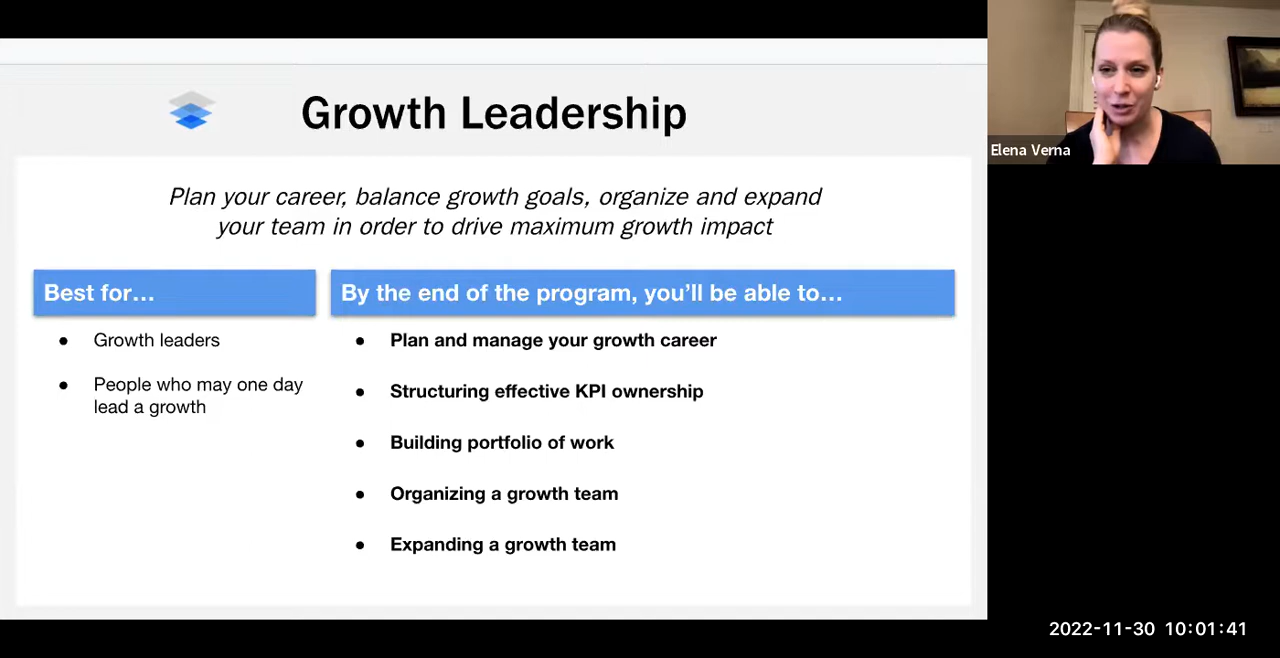 Growth Leadership
Plan your career, balance growth goals, organize and expand
your team in order to drive maximum growth impact
Best for…
● Growth leaders
● People who may one day
lead a growth
By the end of the program, you'll be able to…
● Plan and manage your growth career
● Structuring effective KPI ownership
● Building portfolio of work
● Organizing a growth team
● Expanding a growth team
Elena Verna
2022-11-30 10:01:41